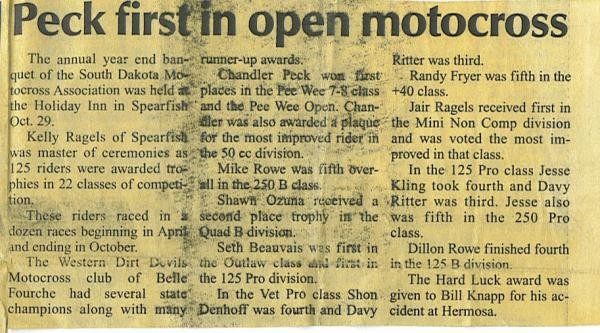 Peck first in open motocross
The annual year end ban-
quet of the South Dakota Mo-
tocross Association was held at
the Holiday Inn in Spearfish
Oct. 29.
Kelly Ragels of Spearfish
was master of ceremonies as
125 riders were awarded tro-
phies in 22 classes of competi-
tion.
These riders raced in a
dozen races beginning in April
and ending in October.
The Western Dirt Devils
Motorcross club of Belle
Fourche had several state
champions along with many
runner-up awards.
Chandler Peck won first
places in the Pee Wee 7-8 class
and the Pee Wee Open. Chan-
dler was also awarded a plaque
for the most improved rider in
the 50 cc division.
Mike Rowe was fifth over-
all in the 250 B class.
Shawn Ozuna received a
second place trophy in the
Quad B division.
Seth Beauvais was first in
the Outlaw class and first in
the 125 Pro division.
In the Vet Pro class Shon
Denhoff was fourth and Davy
Ritter was third.
Randy Fryer was fifth in the
+40 class.
Jair Ragels received first in
the Mini Non Comp division
and was voted the most im-
proved in that class.
In the 125 Pro class Jesse
Kling took fourth and Davy
Ritter was third. Jesse also
was fifth in the 250 Pro
class.
Dillon Rowe finished fourth
in the 125 B division.
The Hard Luck award was
given to Bill Knapp for his ac-
cident at Hermosa.